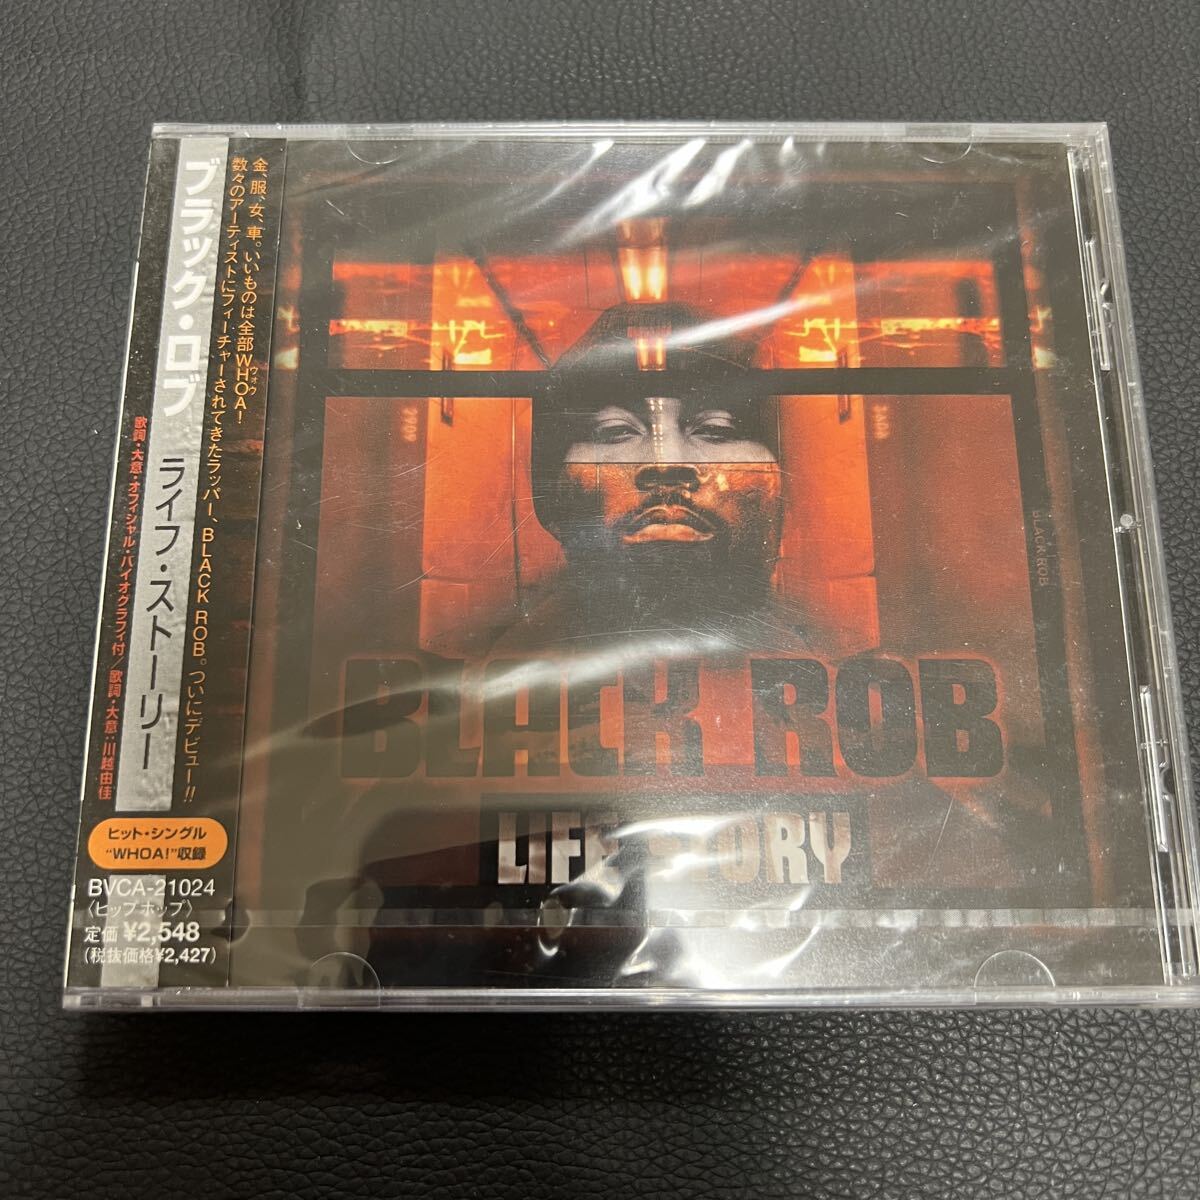 ブラック・ロブ ライフ・ストーリー
金、服、女、車。いいものは全部WHOA!
ウォウ
数々のアーティストにフィーチャーされてきたラッパー、BLACK ROB。ついにデビュー!!
歌詞・大意・オフィシャル・バイオグラフィ付/歌詞・大意:川越由佳
ヒット・シングル
"WHOA!"収録
BVCA-21024
〈ヒップホップ〉
定価 ¥2,548
(税抜価格¥2,427)
BLACK ROB
BLACK ROB
LIFE STORY